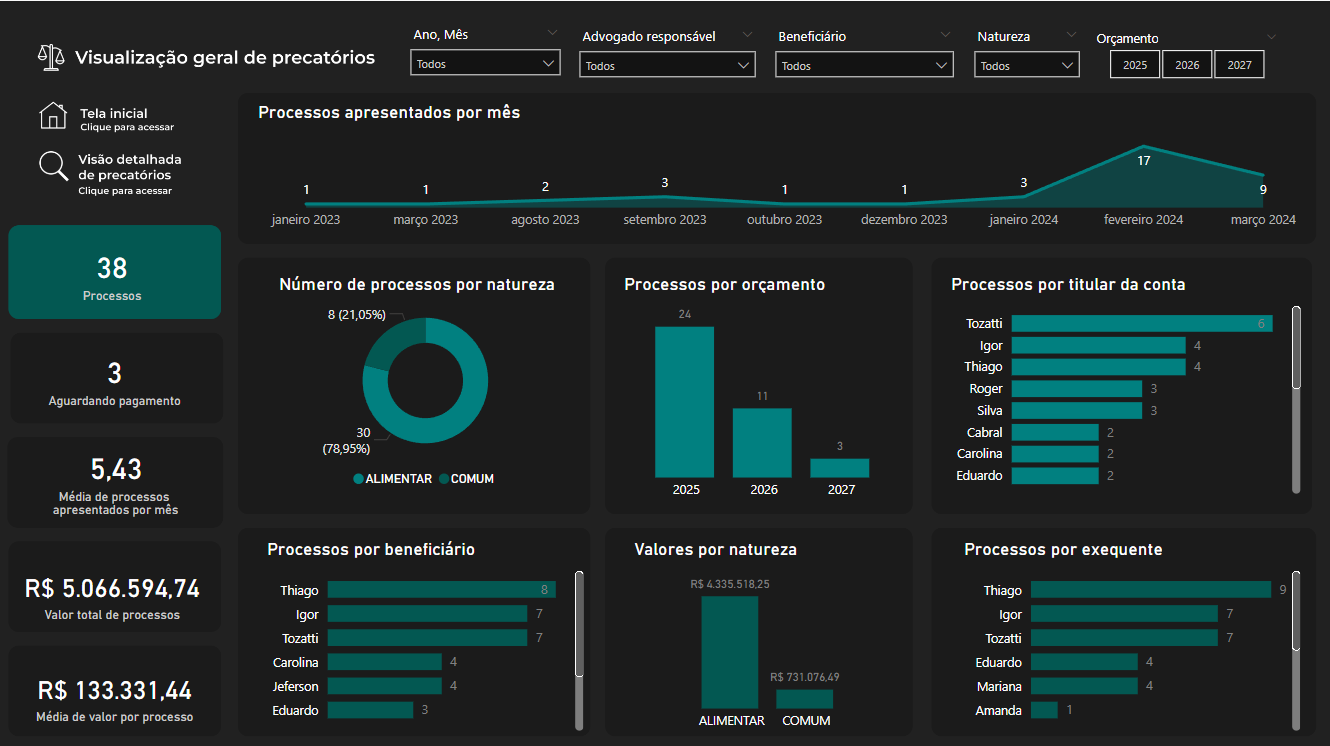 Visualização geral de precatórios
Ano, Mês
Todos
Advogado responsável
Todos
Beneficiário
Todos
Natureza
Todos
Orçamento
2025
2026
2027
Tela inicial
Clique para acessar
Visão detalhada
de precatórios
Clique para acessar
38
Processos
3
Aguardando pagamento
5,43
Média de processos
apresentados por mês
R$ 5.066.594,74
Valor total de processos
R$ 133.331,44
Média de valor por processo
Processos apresentados por mês
1
1
2
3
1
1
3
17
9
janeiro 2023
março 2023
agosto 2023
setembro 2023
outubro 2023
dezembro 2023
janeiro 2024
fevereiro 2024
março 2024
Número de processos por natureza
8 (21,05%)
30
(78,95%)
ALIMENTAR
COMUM
Processos por orçamento
24
11
3
2025
2026
2027
Processos por titular da conta
Tozatti 6
Igor 4
Thiago 4
Roger 3
Silva 3
Cabral 2
Carolina 2
Eduardo 2
Processos por beneficiário
Thiago 8
Igor 7
Tozatti 7
Carolina 4
Jeferson 4
Eduardo 3
Valores por natureza
R$ 4.335.518,25
R$ 731.076,49
ALIMENTAR
COMUM
Processos por exequente
Thiago 9
Igor 7
Tozatti 7
Eduardo 4
Mariana 4
Amanda 1